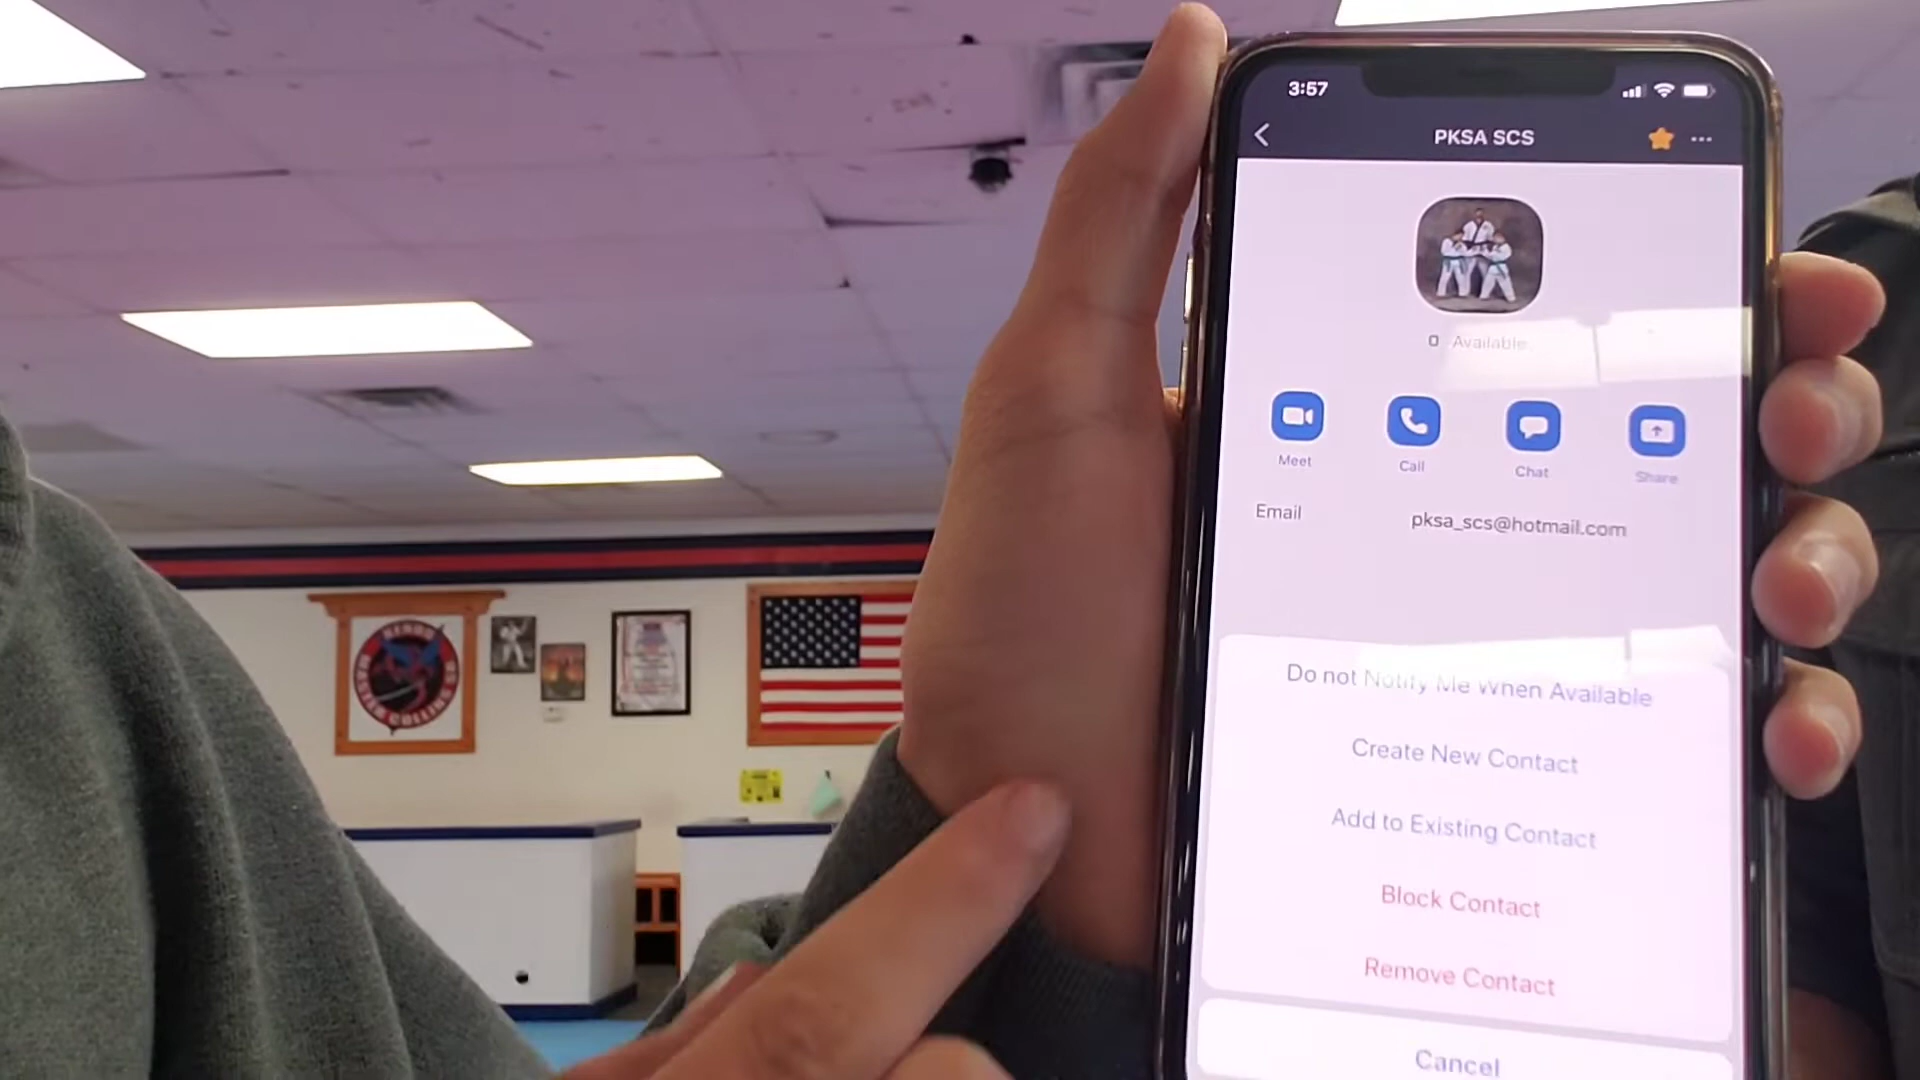 3:57
PKSA SCS
Available
Meet
Call
Chat
Share
Email
pksa_scs@hotmail.com
Do not Notify Me When Available
Create New Contact
Add to Existing Contact
Block Contact
Remove Contact
Cancel